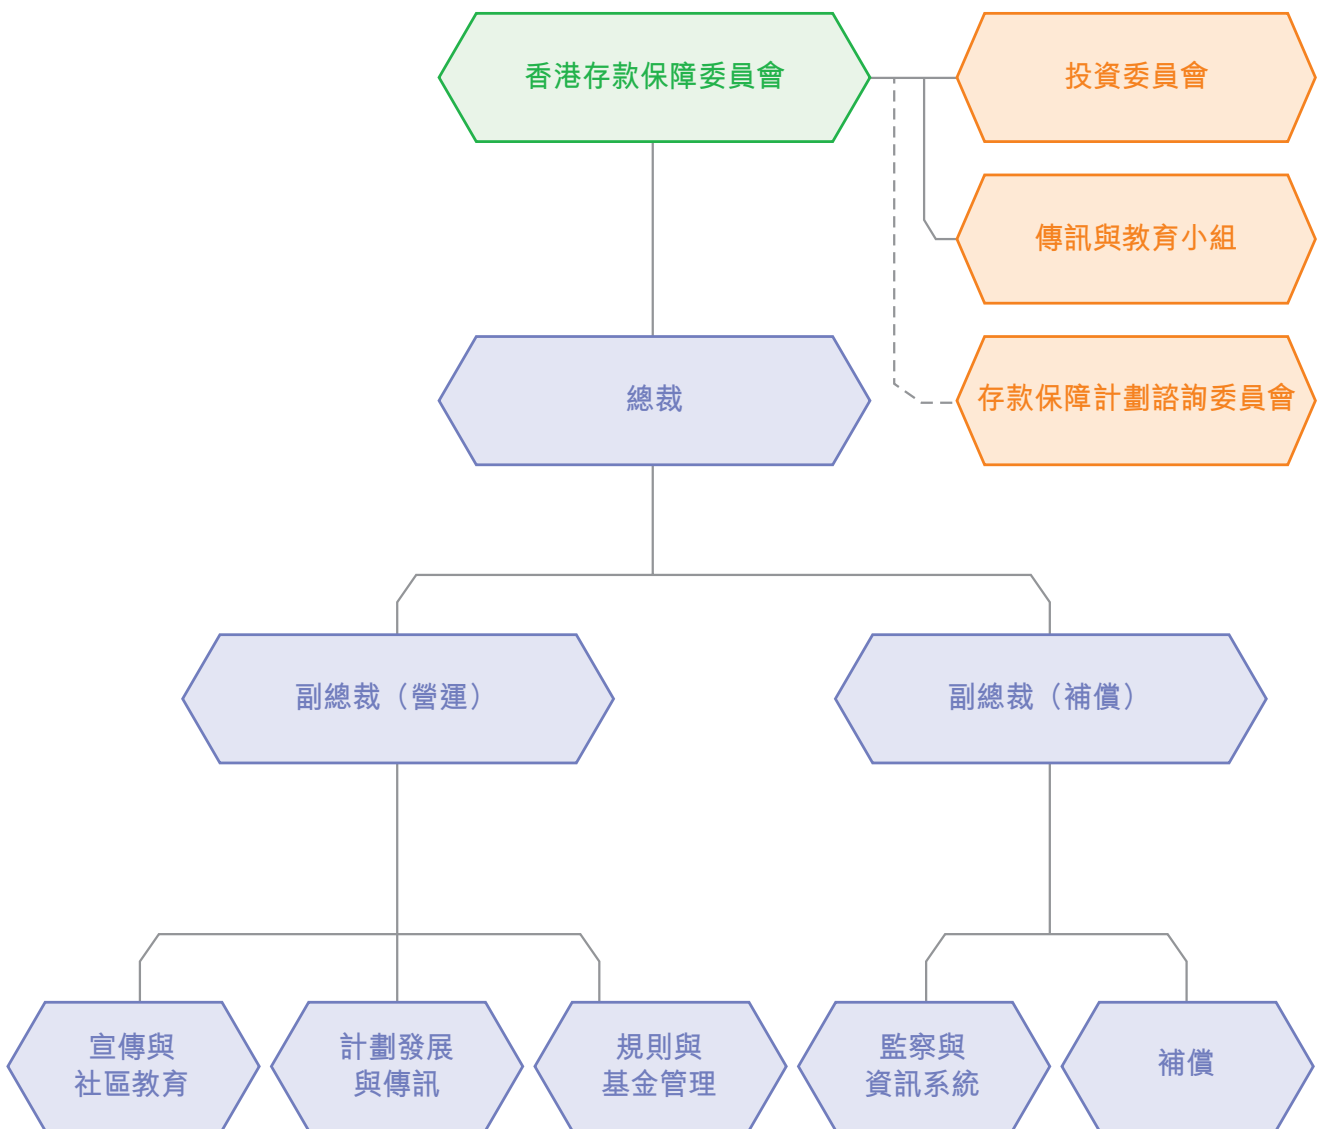 香港存款保障委員會
投資委員會
傳訊與教育小組
總裁
存款保障計劃諮詢委員會
副總裁（營運）
副總裁（補償）
宣傳與
社區教育
計劃發展
與傳訊
規則與
基金管理
監察與
資訊系統
補償